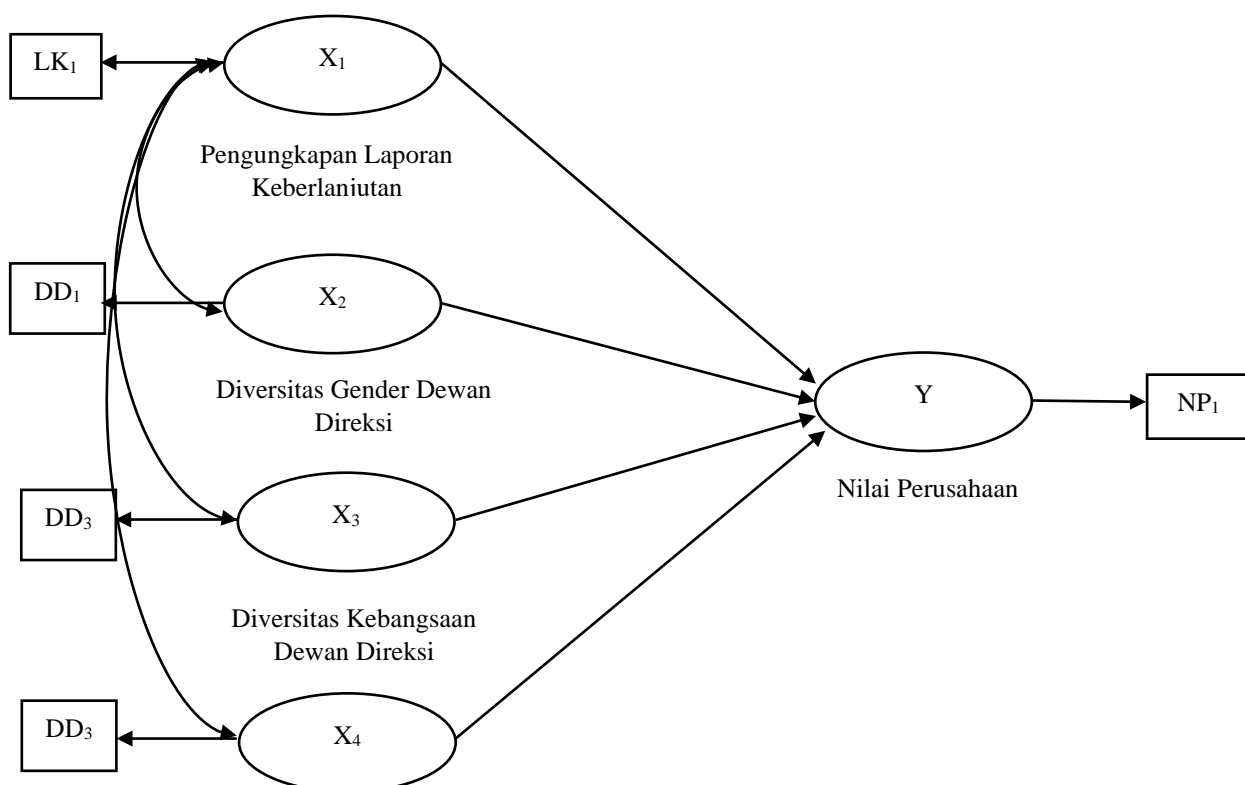 LK₁
X₁
Pengungkapan Laporan
Keberlanjutan
DD₁
X₂
Diversitas Gender Dewan
Direksi
Y
NP₁
Nilai Perusahaan
DD₃
X₃
Diversitas Kebangsaan
Dewan Direksi
DD₃
X₄